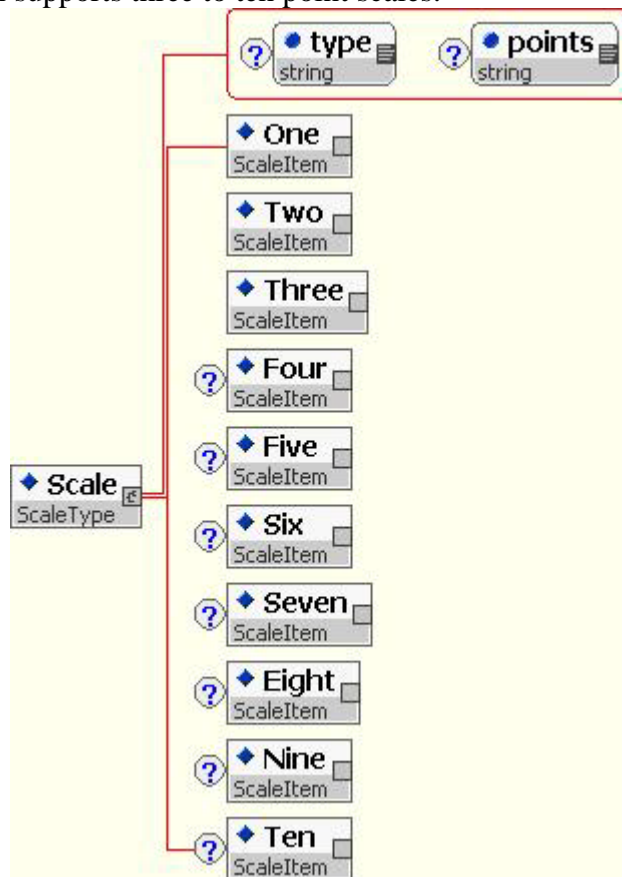 supports three to ten point scales.
? type string
? points string
One
ScaleItem
Two
ScaleItem
Three
ScaleItem
? Four
ScaleItem
? Five
ScaleItem
Scale
ScaleType
? Six
ScaleItem
? Seven
ScaleItem
? Eight
ScaleItem
? Nine
ScaleItem
? Ten
ScaleItem